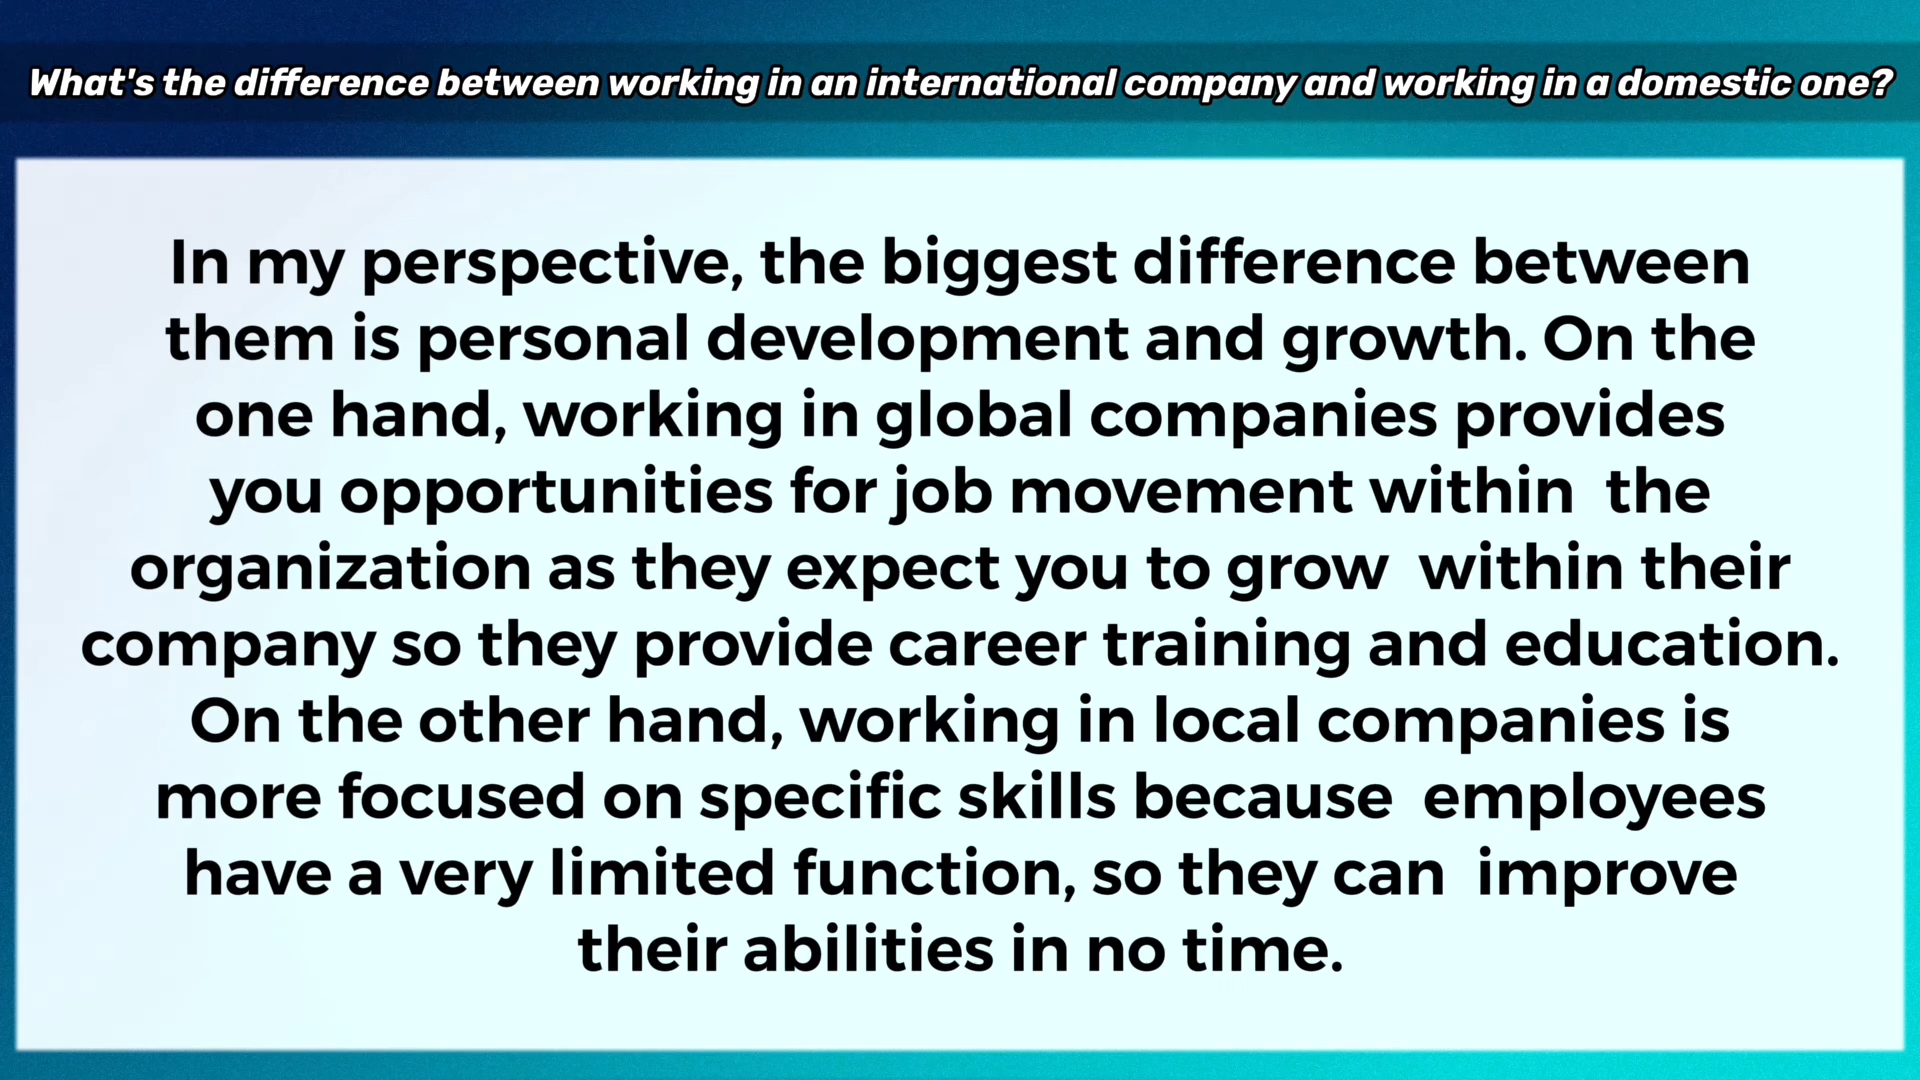 What's the difference between working in an international company and working in a domestic one?
In my perspective, the biggest difference between
them is personal development and growth. On the
one hand, working in global companies provides
you opportunities for job movement within  the
organization as they expect you to grow  within their
company so they provide career training and education.
On the other hand, working in local companies is
more focused on specific skills because  employees
have a very limited function, so they can  improve
their abilities in no time.